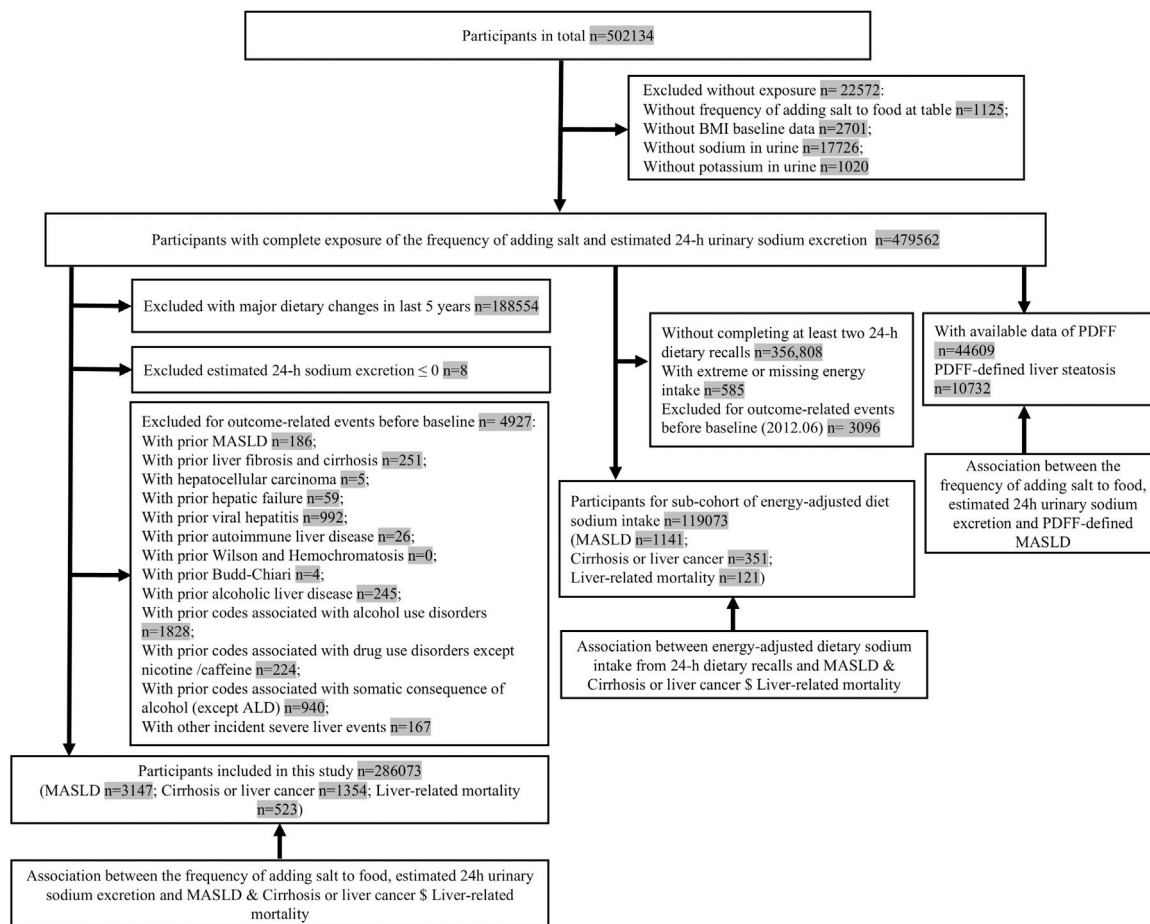 Participants in total n=502134
Excluded without exposure n= 22572:
Without frequency of adding salt to food at table n=1125;
Without BMI baseline data n=2701;
Without sodium in urine n=17726;
Without potassium in urine n=1020
Participants with complete exposure of the frequency of adding salt and estimated 24-h urinary sodium excretion n=479562
Excluded with major dietary changes in last 5 years n=188554
Excluded estimated 24-h sodium excretion ≤ 0 n=8
Excluded for outcome-related events before baseline n= 4927:
With prior MASLD n=186;
With prior liver fibrosis and cirrhosis n=251;
With hepatocellular carcinoma n=5;
With prior hepatic failure n=59;
With prior viral hepatitis n=992;
With prior autoimmune liver disease n=26;
With prior Wilson and Hemochromatosis n=0;
With prior Budd-Chiari n=4;
With prior alcoholic liver disease n=245;
With prior codes associated with alcohol use disorders
n=1828;
With prior codes associated with drug use disorders except
nicotine /caffeine n=224;
With prior codes associated with somatic consequence of
alcohol (except ALD) n=940;
With other incident severe liver events n=167
Participants included in this study n=286073
(MASLD n=3147; Cirrhosis or liver cancer n=1354; Liver-related mortality
n=523)
Association between the frequency of adding salt to food, estimated 24h urinary
sodium excretion and MASLD & Cirrhosis or liver cancer $ Liver-related
mortality
Without completing at least two 24-h
dietary recalls n=356,808
With extreme or missing energy
intake n=585
Excluded for outcome-related events
before baseline (2012.06) n= 3096
Participants for sub-cohort of energy-adjusted diet
sodium intake n=119073
(MASLD n=1141;
Cirrhosis or liver cancer n=351;
Liver-related mortality n=121)
Association between energy-adjusted dietary sodium
intake from 24-h dietary recalls and MASLD &
Cirrhosis or liver cancer $ Liver-related mortality
With available data of PDFF
n=44609
PDFF-defined liver steatosis
n=10732
Association between the
frequency of adding salt to food,
estimated 24h urinary sodium
excretion and PDFF-defined
MASLD